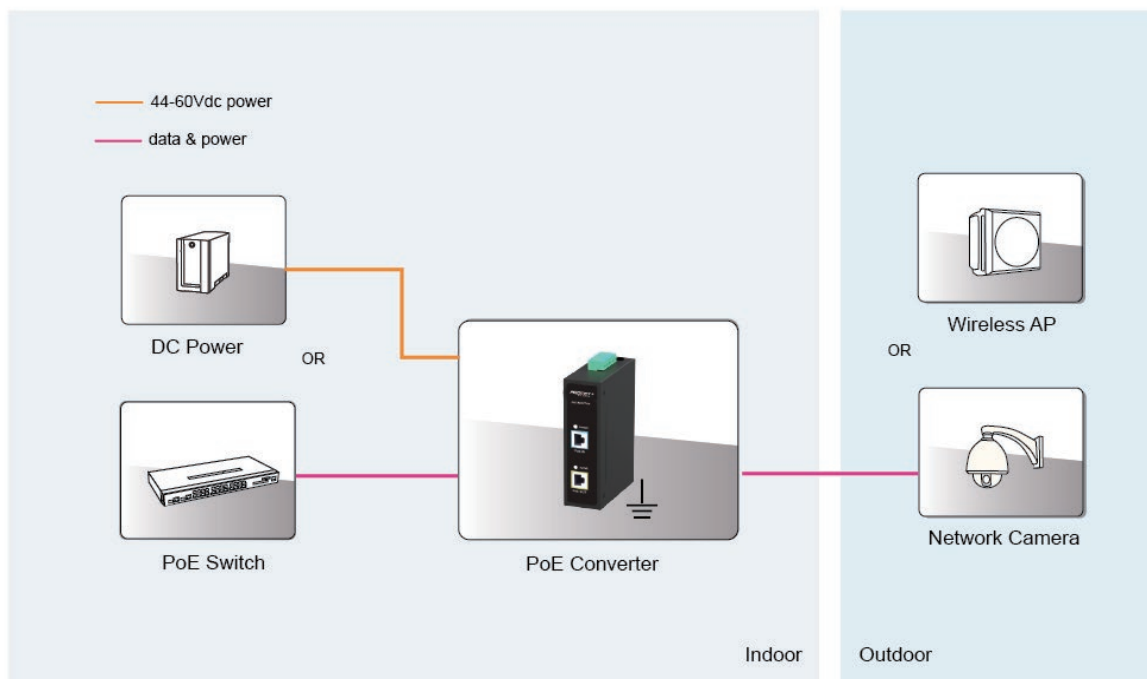 44-60Vdc power
data & power
DC Power
OR
PoE Switch
PoE Converter
Indoor
Wireless AP
OR
Network Camera
Outdoor